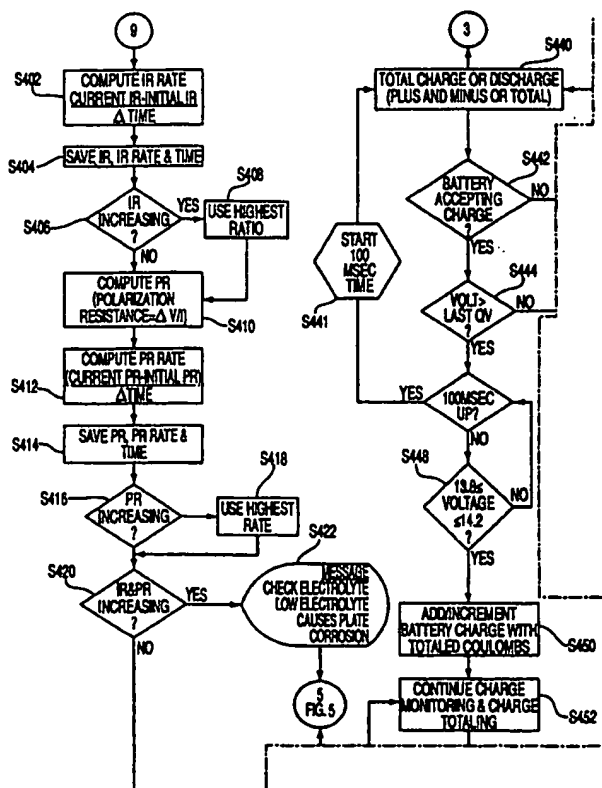 9
S402
COMPUTE IR RATE
CURRENT IR-INITIAL IR
Δ TIME
S404
SAVE IR, IR RATE & TIME
S406
IR
INCREASING
?
YES
NO
S408
USE HIGHEST
RATIO
COMPUTE PR
(POLARIZATION
RESISTANCE=Δ V/I)
S410
S412
COMPUTE PR RATE
(CURRENT PR-INITIAL PR)
ΔTIME
S414
SAVE PR, PR RATE &
TIME
S416
PR
INCREASING
?
S418
USE HIGHEST
RATE
S420
IR&PR
INCREASING
?
YES
NO
S422
MESSAGE
CHECK ELECTROLYTE
LOW ELECTROLYTE
CAUSES PLATE
CORROSION
5
FIG. 5
3
S440
TOTAL CHARGE OR DISCHARGE
(PLUS AND MINUS OR TOTAL)
S442
BATTERY
ACCEPTING
CHARGE
?
NO
YES
START
100
MSEC
TIME
S441
S444
VOLT>
LAST QV
?
NO
YES
100MSEC
UP?
YES
NO
S448
13.8≤
VOLTAGE
≤14.2
?
NO
YES
ADD/INCREMENT
BATTERY CHARGE WITH
TOTALED COULOMBS
S450
CONTINUE CHARGE
MONITORING & CHARGE
TOTALING
S452